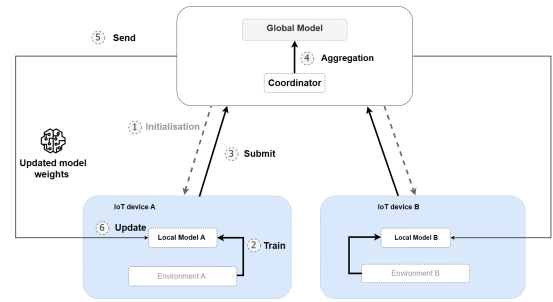 Global Model
5 Send
4 Aggregation
Coordinator
1 Initialisation
3 Submit
Updated model
weights
IoT device A
IoT device B
6 Update
Local Model A
2 Train
Local Model B
Environment A
Environment B